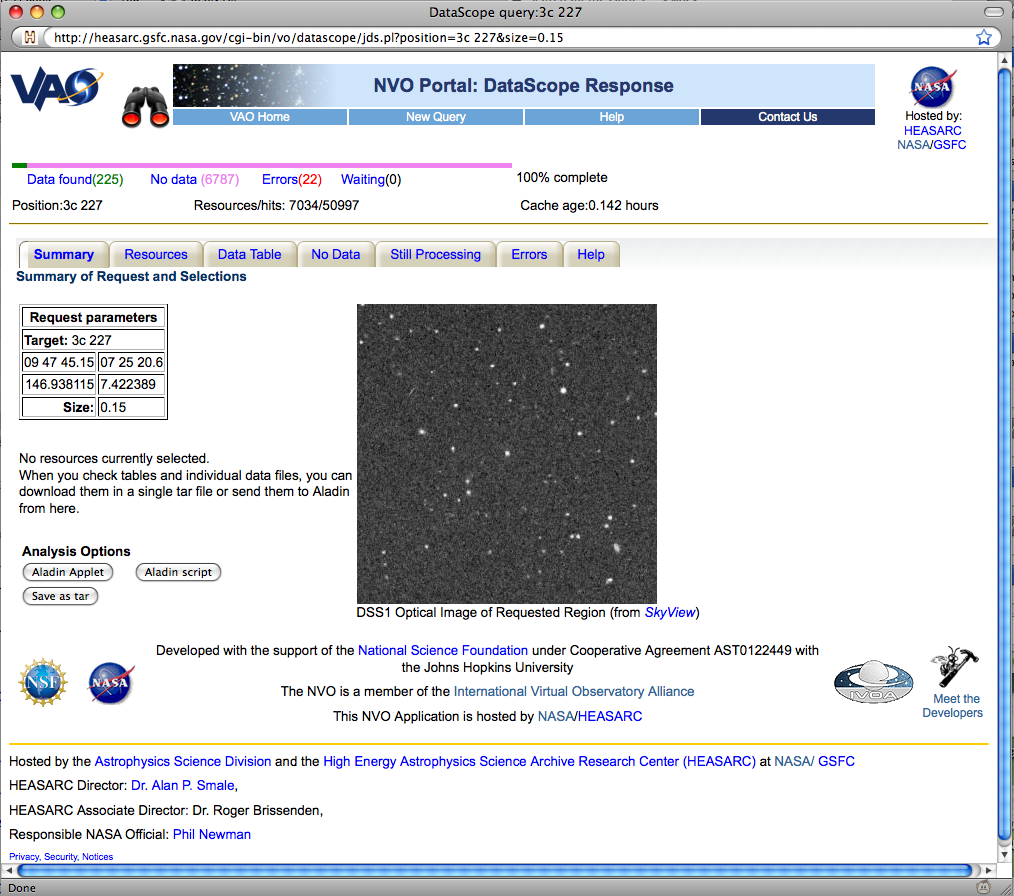 DataScope query:3c 227
http://heasarc.gsfc.nasa.gov/cgi-bin/vo/datascope/jds.pl?position=3c 227&size=0.15
VAO
NVO Portal: DataScope Response
VAO Home New Query Help Contact Us
NASA
Hosted by:
HEASARC
NASA/GSFC
Data found(225) No data (6787) Errors(22) Waiting(0) 100% complete
Position:3c 227 Resources/hits: 7034/50997 Cache age:0.142 hours
Summary Resources Data Table No Data Still Processing Errors Help
Summary of Request and Selections
Request parameters
Target: 3c 227
09 47 45.15 07 25 20.6
146.938115 7.422389
Size: 0.15
No resources currently selected.
When you check tables and individual data files, you can
download them in a single tar file or send them to Aladin
from here.
Analysis Options
Aladin Applet Aladin script
Save as tar
DSS1 Optical Image of Requested Region (from SkyView)
NSF
NASA
Developed with the support of the National Science Foundation under Cooperative Agreement AST0122449 with
the Johns Hopkins University
The NVO is a member of the International Virtual Observatory Alliance
This NVO Application is hosted by NASA/HEASARC
IVOA
Meet the
Developers
Hosted by the Astrophysics Science Division and the High Energy Astrophysics Science Archive Research Center (HEASARC) at NASA/ GSFC
HEASARC Director: Dr. Alan P. Smale,
HEASARC Associate Director: Dr. Roger Brissenden,
Responsible NASA Official: Phil Newman
Privacy, Security, Notices
Done